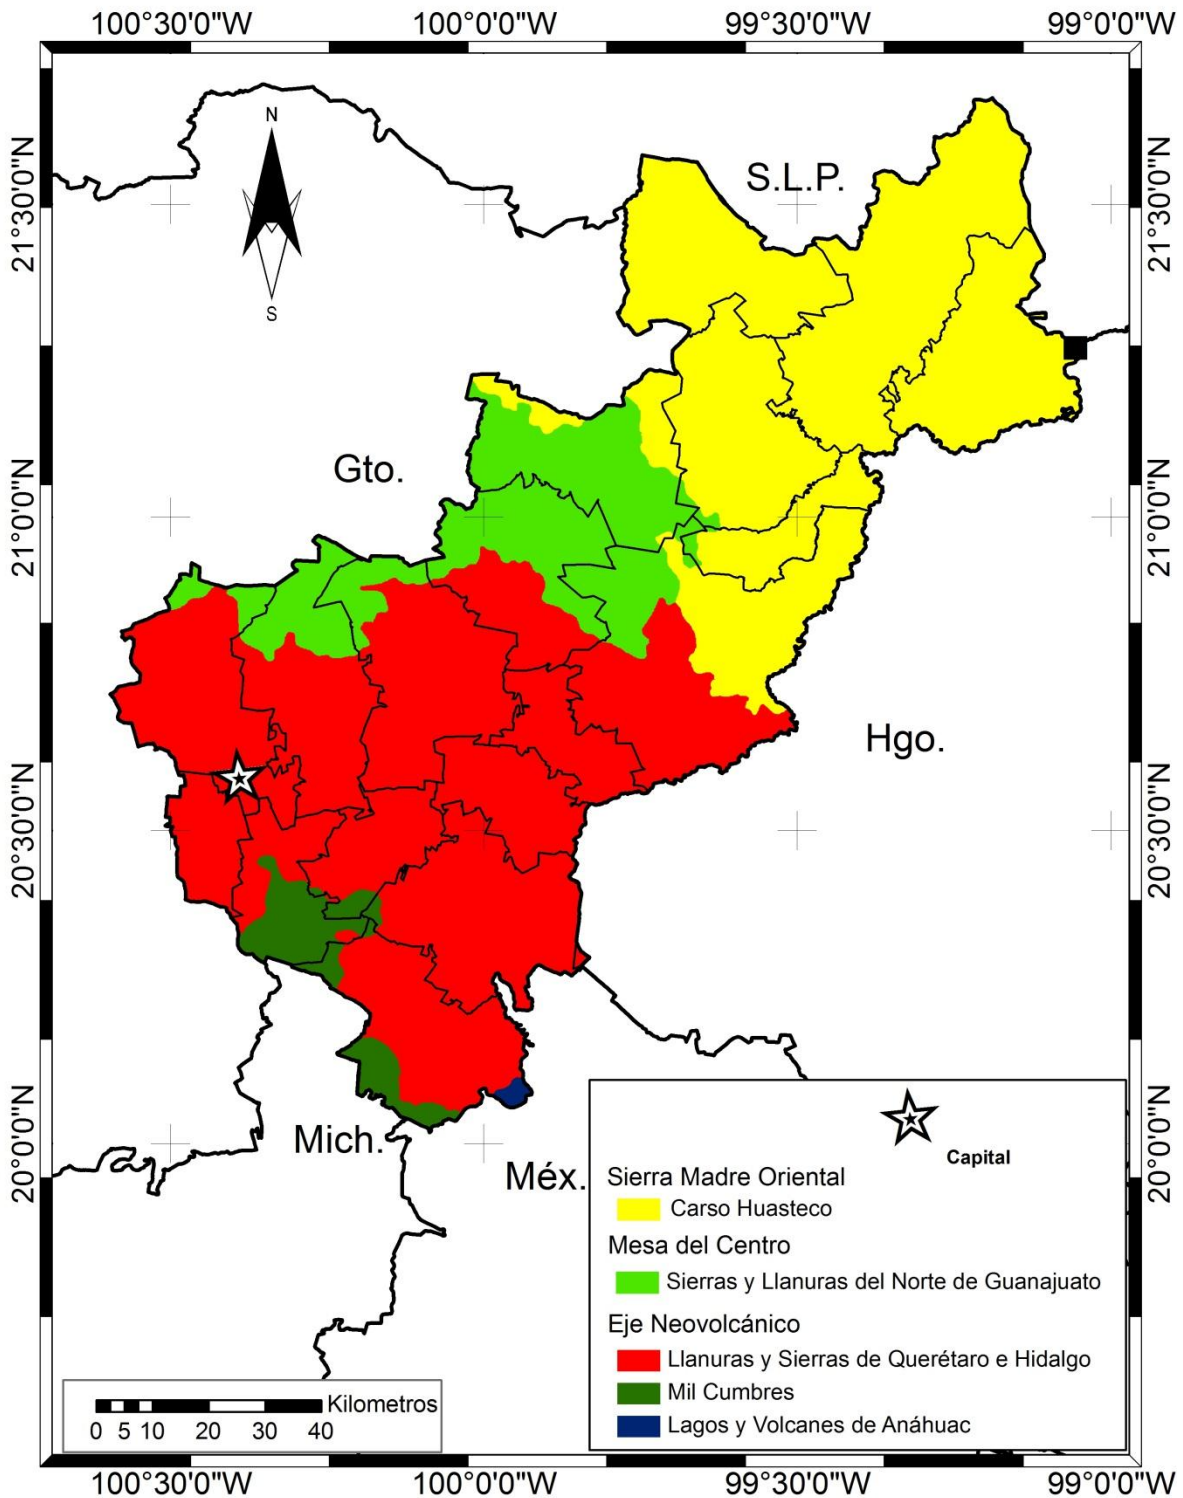 100°30'0"W 100°0'0"W 99°30'0"W 99°0'0"W
N
S
21°30'0"N
21°30'0"N
S.L.P.
Gto.
21°0'0"N
21°0'0"N
Hgo.
20°30'0"N
20°30'0"N
Mich.
Méx.
20°0'0"N
20°0'0"N
Capital
Sierra Madre Oriental
Carso Huasteco
Mesa del Centro
Sierras y Llanuras del Norte de Guanajuato
Eje Neovolcánico
Llanuras y Sierras de Querétaro e Hidalgo
Mil Cumbres
Lagos y Volcanes de Anáhuac
Kilometros
0 5 10 20 30 40
100°30'0"W 100°0'0"W 99°30'0"W 99°0'0"W